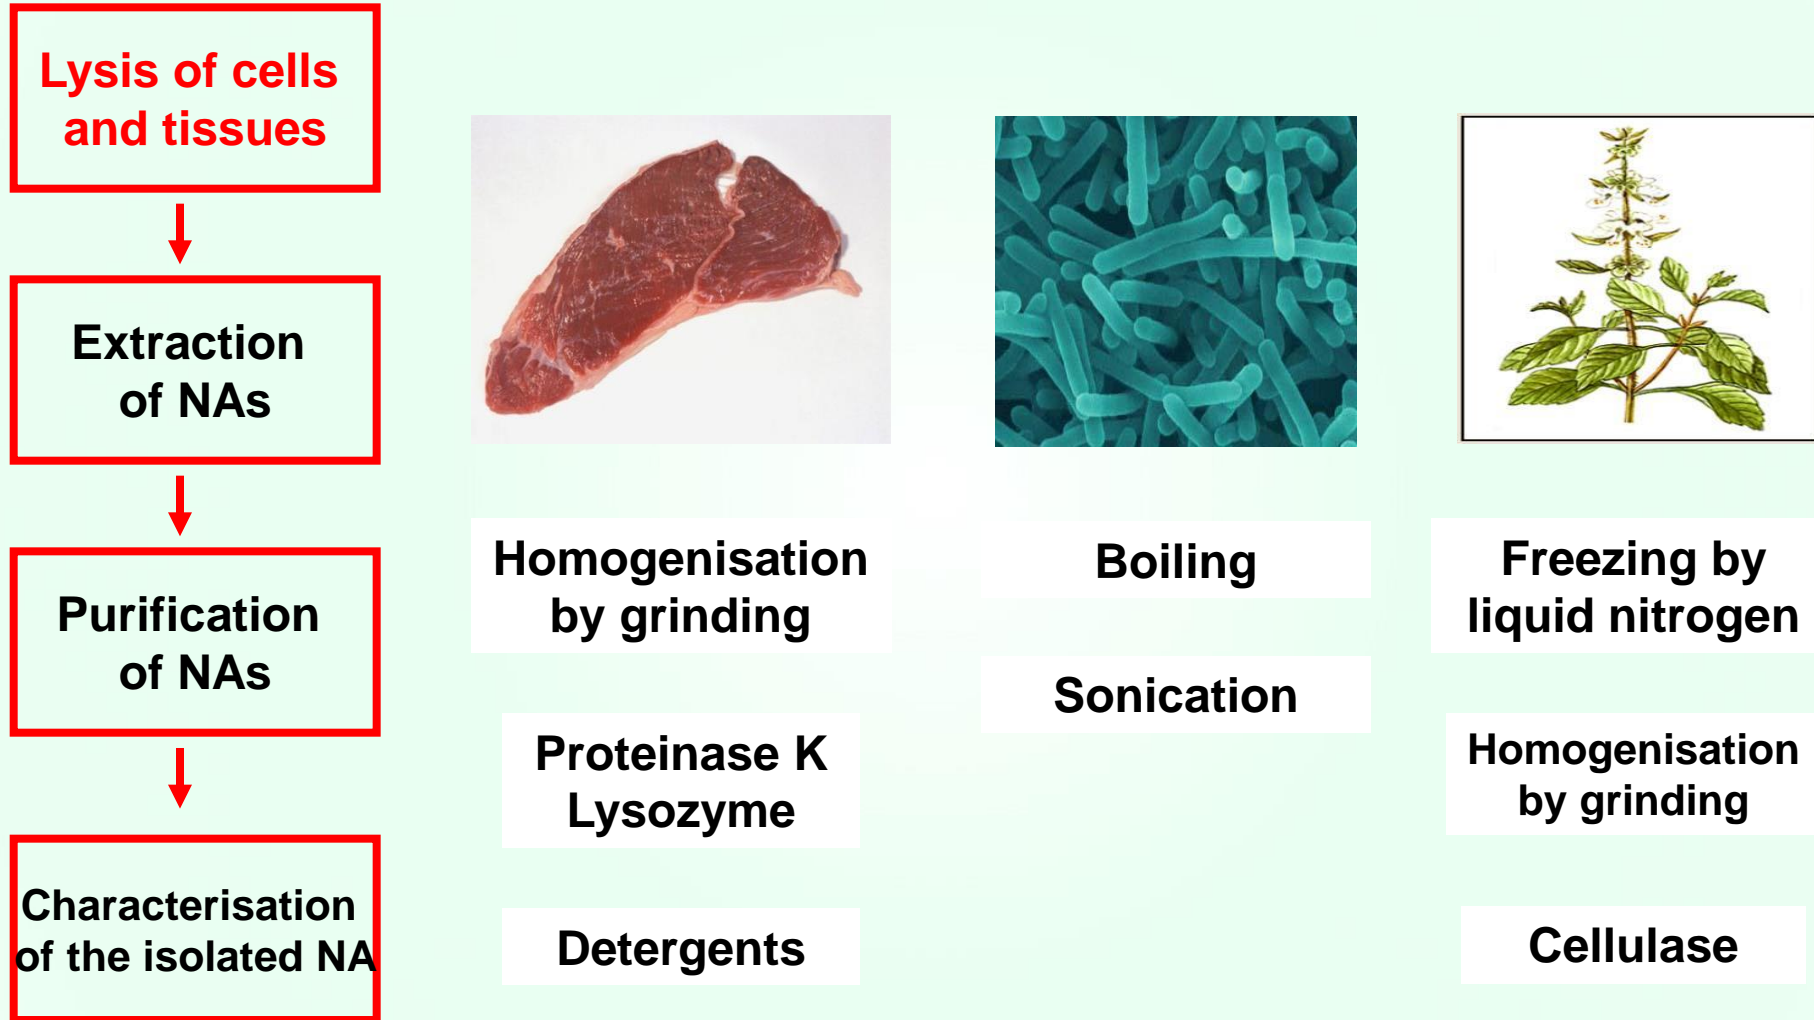 Lysis of cells
and tissues
Extraction
of NAs
Purification
of NAs
Characterisation
of the isolated NA
Homogenisation
by grinding
Proteinase K
Lysozyme
Detergents
Boiling
Sonication
Freezing by
liquid nitrogen
Homogenisation
by grinding
Cellulase